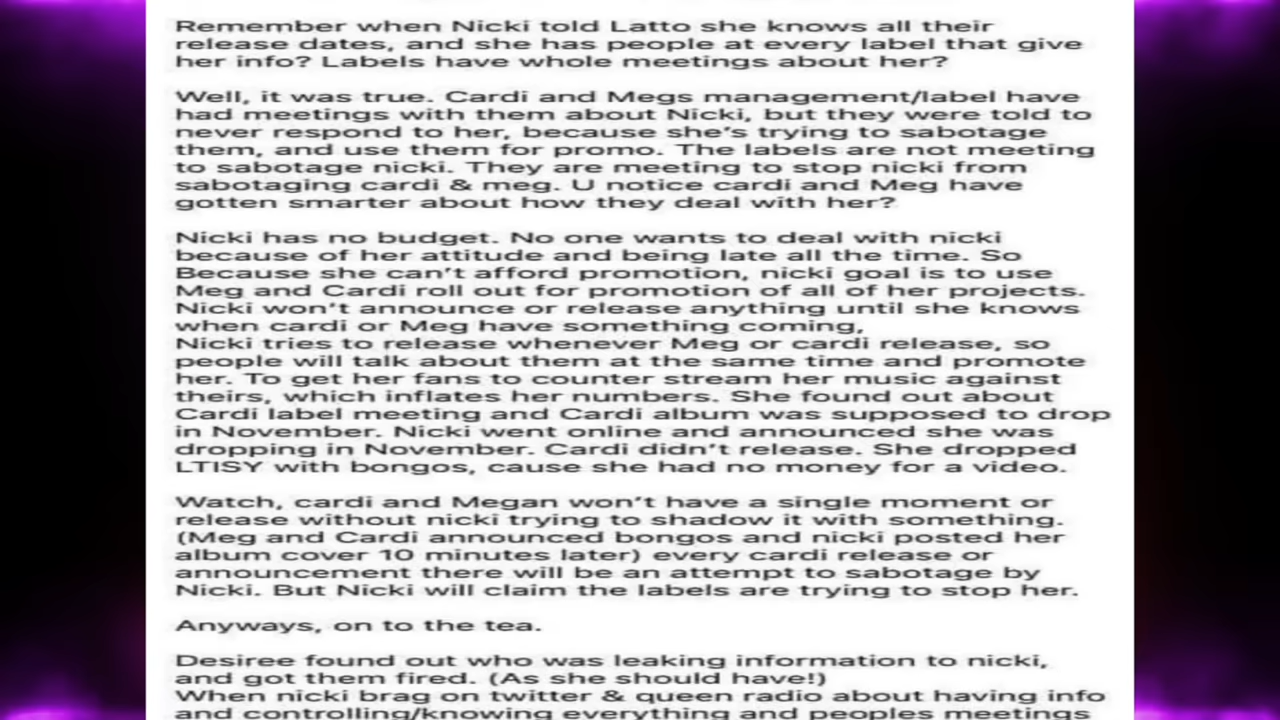 Remember when Nicki told Latto she knows all their
release dates, and she has people at every label that give
her info? Labels have whole meetings about her?
Well, it was true. Cardi and Megs management/label have
had meetings with them about Nicki, but they were told to
never respond to her, because she's trying to sabotage
them, and use them for promo. The labels are not meeting
to sabotage nicki. They are meeting to stop nicki from
sabotaging cardi & meg. U notice cardi and Meg have
gotten smarter about how they deal with her?
Nicki has no budget. No one wants to deal with nicki
because of her attitude and being late all the time. So
Because she can't afford promotion, nicki goal is to use
Meg and Cardi roll out for promotion of all of her projects.
Nicki won't announce or release anything until she knows
when cardi or Meg have something coming,
Nicki tries to release whenever Meg or cardi release, so
people will talk about them at the same time and promote
her. To get her fans to counter stream her music against
theirs, which inflates her numbers. She found out about
Cardi label meeting and Cardi album was supposed to drop
in November. Nicki went online and announced she was
dropping in November. Cardi didn't release. She dropped
LTISY with bongos, cause she had no money for a video.
Watch, cardi and Megan won't have a single moment or
release without nicki trying to shadow it with something.
(Meg and Cardi announced bongos and nicki posted her
album cover 10 minutes later) every cardi release or
announcement there will be an attempt to sabotage by
Nicki. But Nicki will claim the labels are trying to stop her.
Anyways, on to the tea.
Desiree found out who was leaking information to nicki,
and got them fired. (As she should have!)
When nicki brag on twitter & queen radio about having info
and controlling/knowing everything and peoples meetings